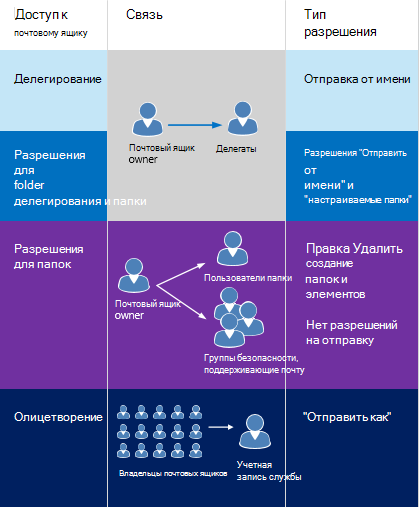 Доступ к
почтовому ящику
Связь
Тип
разрешения
Делегирование
Отправка от имени
Почтовый ящик
owner
Делегаты
Разрешения
для
folder
делегирования и папки
Разрешения "Отправить
от
имени" и
"настраиваемые папки"
Разрешения
для папок
Почтовый ящик
owner
Пользователи папки
Группы безопасности,
поддерживающие почту
Правка Удалить
создание
папок и
элементов
Нет разрешений
на отправку
Олицетворение
Владельцы почтовых ящиков
Учетная
запись службы
"Отправить как"